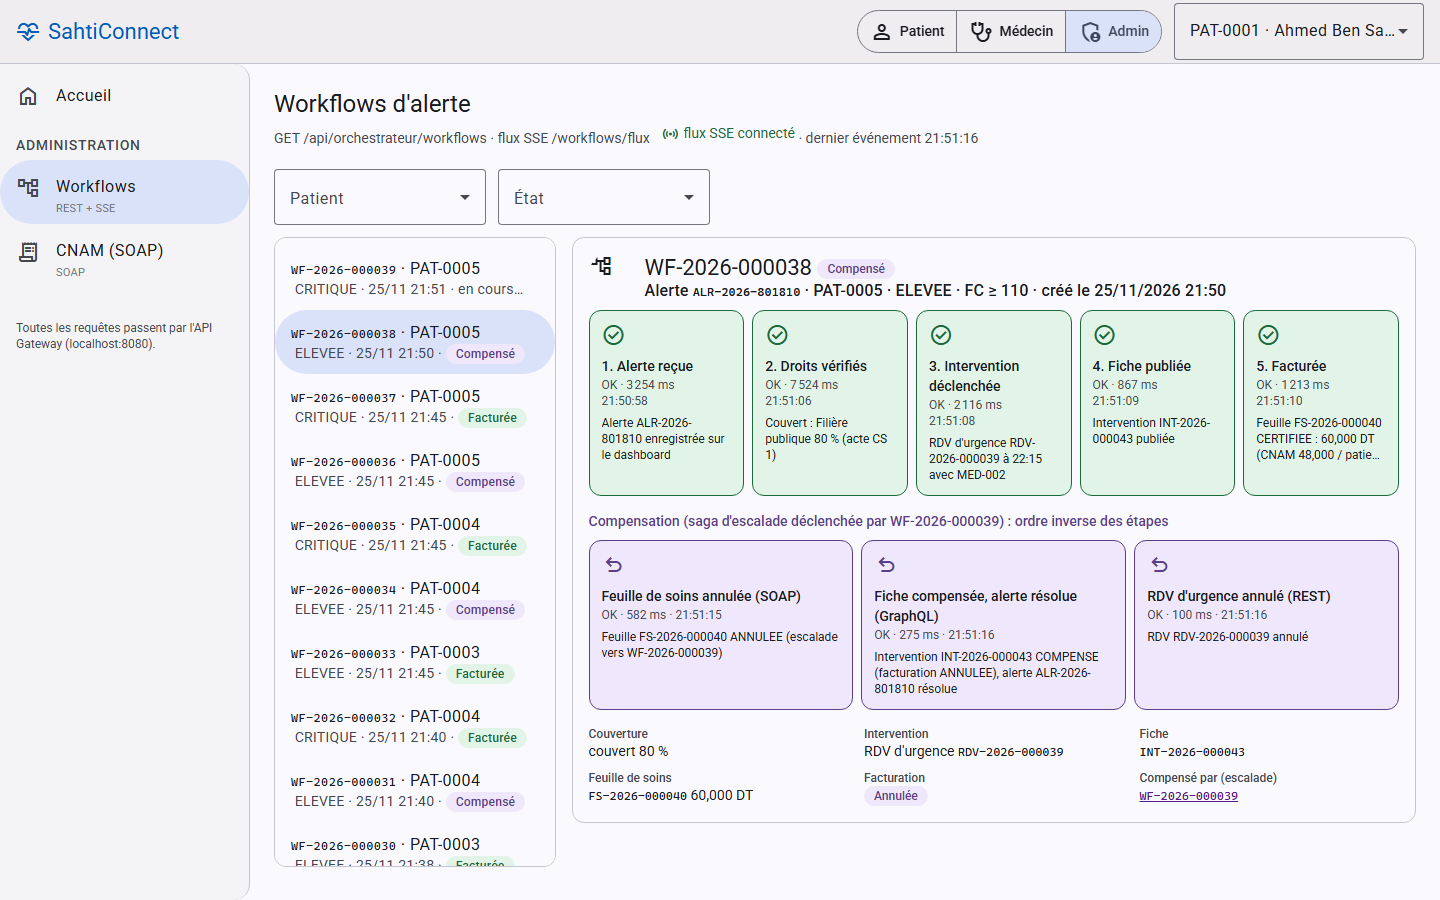 SahtiConnect
Patient
Médecin
Admin
PAT-0001 · Ahmed Ben Sa…
Accueil
ADMINISTRATION
Workflows
REST + SSE
CNAM (SOAP)
SOAP
Toutes les requêtes passent par l'API
Gateway (localhost:8080).
Workflows d'alerte
GET /api/orchestrateur/workflows · flux SSE /workflows/flux flux SSE connecté · dernier événement 21:51:16
Patient
État
WF-2026-000039 · PAT-0005
CRITIQUE · 25/11 21:51 · en cours…
WF-2026-000038 · PAT-0005
ELEVEE · 25/11 21:50 · Compensé
WF-2026-000037 · PAT-0005
CRITIQUE · 25/11 21:45 · Facturée
WF-2026-000036 · PAT-0005
ELEVEE · 25/11 21:45 · Compensé
WF-2026-000035 · PAT-0004
CRITIQUE · 25/11 21:45 · Facturée
WF-2026-000034 · PAT-0004
ELEVEE · 25/11 21:45 · Compensé
WF-2026-000033 · PAT-0003
ELEVEE · 25/11 21:45 · Facturée
WF-2026-000032 · PAT-0004
CRITIQUE · 25/11 21:40 · Facturée
WF-2026-000031 · PAT-0004
ELEVEE · 25/11 21:40 · Compensé
WF-2026-000030 · PAT-0003
ELEVEE · 25/11 21:38 · Facturée
WF-2026-000038 Compensé
Alerte ALR-2026-801810 · PAT-0005 · ELEVEE · FC ≥ 110 · créé le 25/11/2026 21:50
1. Alerte reçue
OK · 3 254 ms
21:50:58
Alerte ALR-2026-
801810 enregistrée sur
le dashboard
2. Droits vérifiés
OK · 7 524 ms
21:51:06
Couvert : Filière
publique 80 % (acte CS
1)
3. Intervention
déclenchée
OK · 2 116 ms
21:51:08
RDV d'urgence RDV-
2026-000039 à 22:15
avec MED-002
4. Fiche publiée
OK · 867 ms
21:51:09
Intervention INT-2026-
000043 publiée
5. Facturée
OK · 1 213 ms
21:51:10
Feuille FS-2026-000040
CERTIFIEE : 60,000 DT
(CNAM 48,000 / patie…
Compensation (saga d'escalade déclenchée par WF-2026-000039) : ordre inverse des étapes
Feuille de soins annulée (SOAP)
OK · 582 ms · 21:51:15
Feuille FS-2026-000040 ANNULEE (escalade
vers WF-2026-000039)
Fiche compensée, alerte résolue
(GraphQL)
OK · 275 ms · 21:51:16
Intervention INT-2026-000043 COMPENSE
(facturation ANNULEE), alerte ALR-2026-
801810 résolue
RDV d'urgence annulé (REST)
OK · 100 ms · 21:51:16
RDV RDV-2026-000039 annulé
Couverture
couvert 80 %
Intervention
RDV d'urgence RDV-2026-000039
Fiche
INT-2026-000043
Feuille de soins
FS-2026-000040 60,000 DT
Facturation
Annulée
Compensé par (escalade)
WF-2026-000039